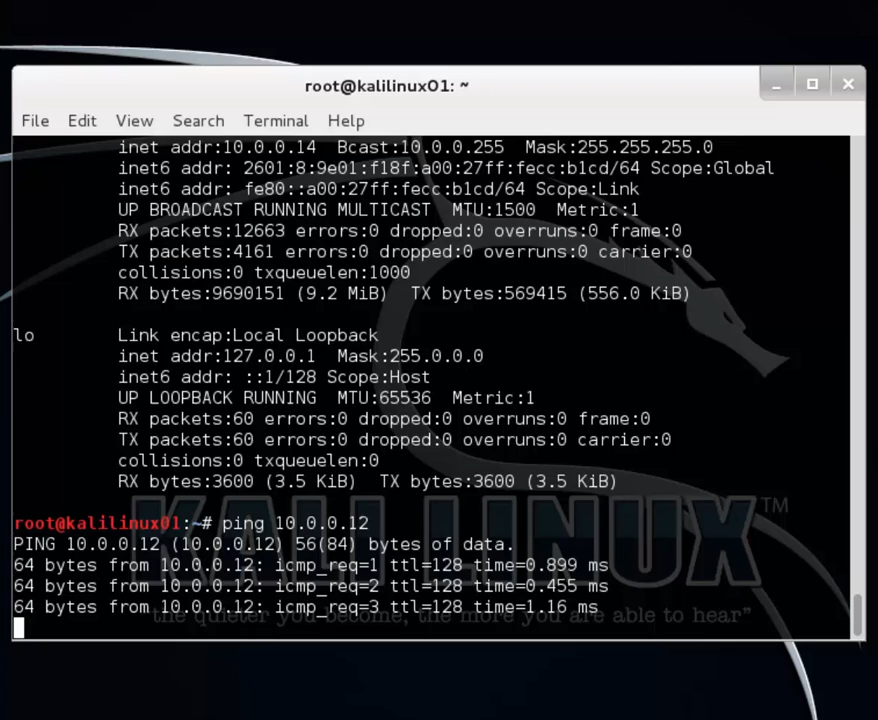 root@kalilinux01: ~
File Edit View Search Terminal Help
inet addr:10.0.0.14  Bcast:10.0.0.255  Mask:255.255.255.0
inet6 addr: 2601:8:9e01:f18f:a00:27ff:fecc:b1cd/64 Scope:Global
inet6 addr: fe80::a00:27ff:fecc:b1cd/64 Scope:Link
UP BROADCAST RUNNING MULTICAST  MTU:1500  Metric:1
RX packets:12663 errors:0 dropped:0 overruns:0 frame:0
TX packets:4161 errors:0 dropped:0 overruns:0 carrier:0
collisions:0 txqueuelen:1000
RX bytes:9690151 (9.2 MiB)  TX bytes:569415 (556.0 KiB)
lo        Link encap:Local Loopback
inet addr:127.0.0.1  Mask:255.0.0.0
inet6 addr: ::1/128 Scope:Host
UP LOOPBACK RUNNING  MTU:65536  Metric:1
RX packets:60 errors:0 dropped:0 overruns:0 frame:0
TX packets:60 errors:0 dropped:0 overruns:0 carrier:0
collisions:0 txqueuelen:0
RX bytes:3600 (3.5 KiB)  TX bytes:3600 (3.5 KiB)
root@kalilinux01:~# ping 10.0.0.12
PING 10.0.0.12 (10.0.0.12) 56(84) bytes of data.
64 bytes from 10.0.0.12: icmp_req=1 ttl=128 time=0.899 ms
64 bytes from 10.0.0.12: icmp_req=2 ttl=128 time=0.455 ms
64 bytes from 10.0.0.12: icmp_req=3 ttl=128 time=1.16 ms
KALI LINUX™
the quieter you become, the more you are able to hear”